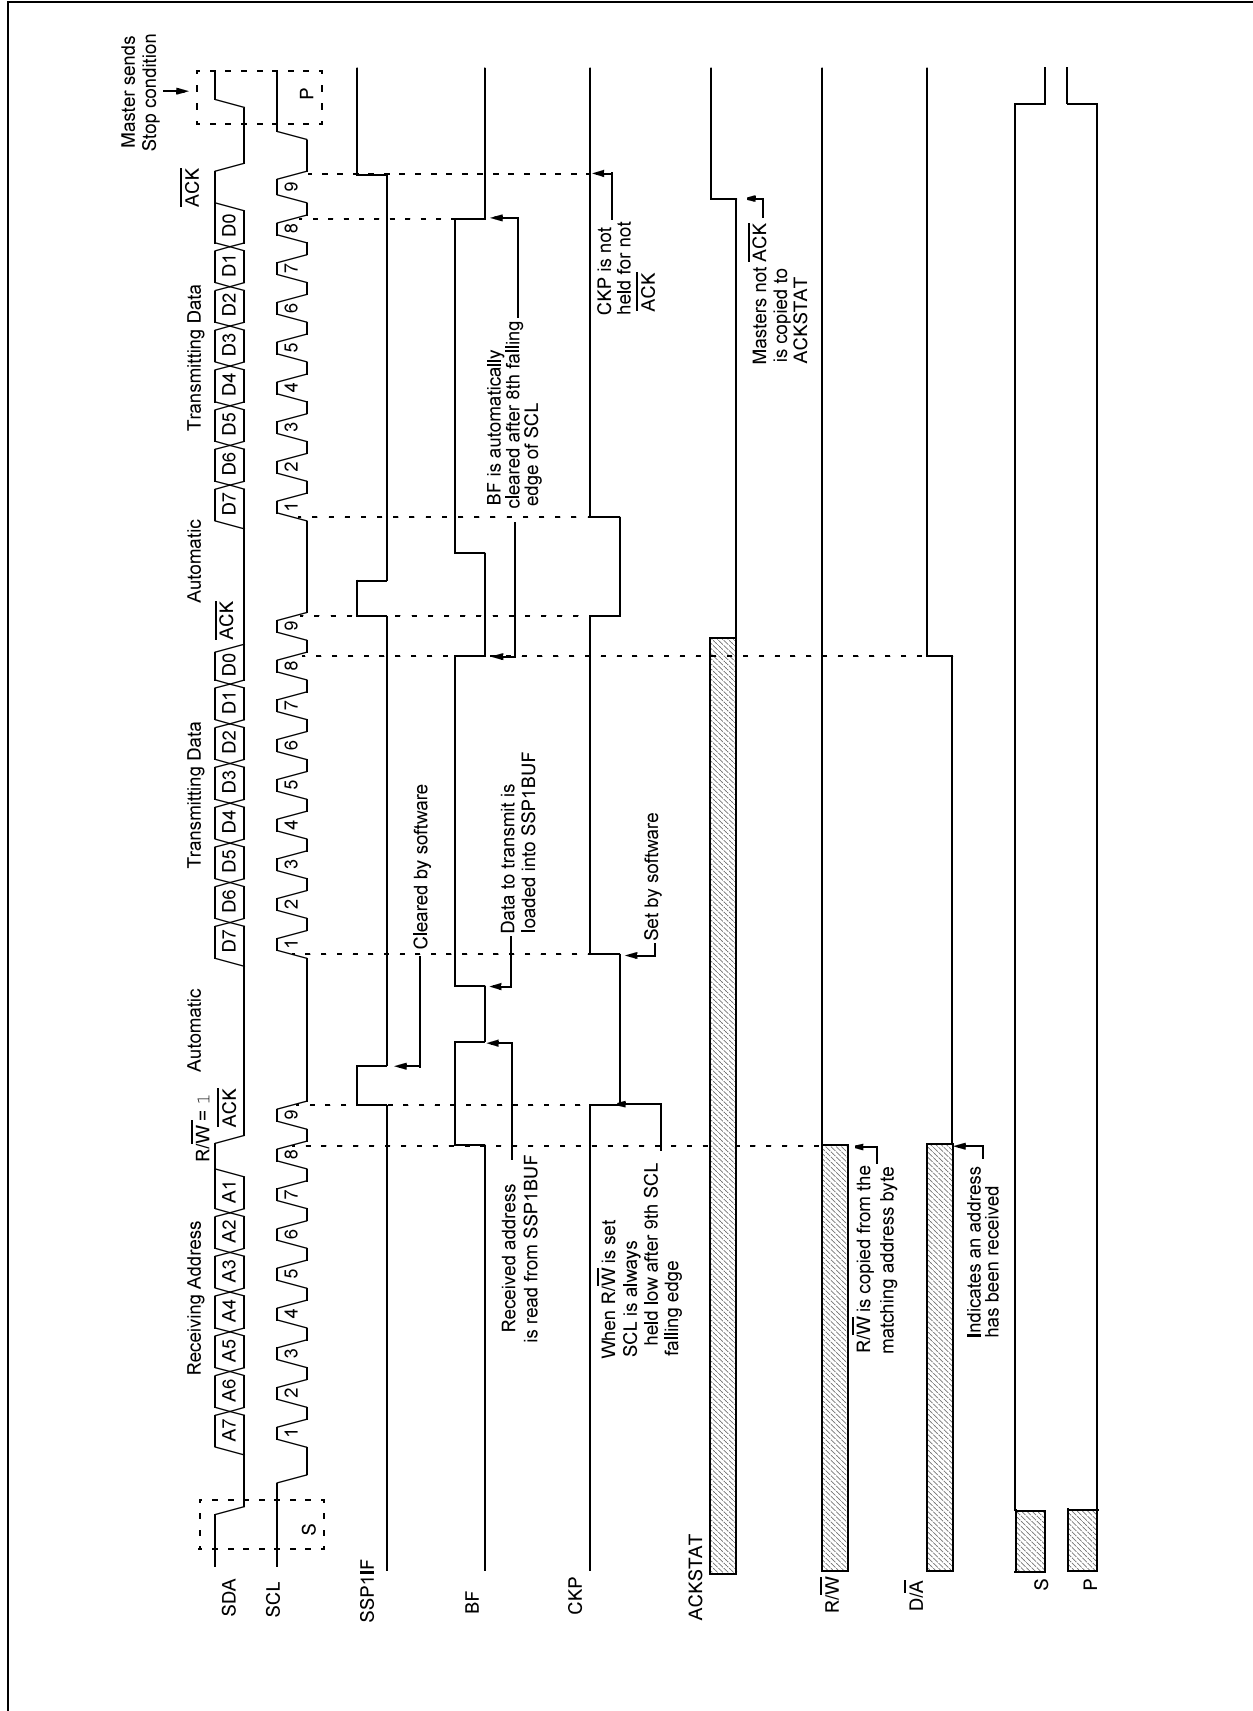 Master sends
Stop condition
R/W = 1
ACK
ACK
ACK
Receiving Address
Automatic
Transmitting Data
Automatic
Transmitting Data
SDA
A7 A6 A5 A4 A3 A2 A1
D7 D6 D5 D4 D3 D2 D1 D0
D7 D6 D5 D4 D3 D2 D1 D0
SCL
S
1 2 3 4 5 6 7 8 9
1 2 3 4 5 6 7 8 9
1 2 3 4 5 6 7 8 9
P
SSP1IF
Cleared by software
BF
Received address
is read from SSP1BUF
Data to transmit is
loaded into SSP1BUF
BF is automatically
cleared after 8th falling
edge of SCL
CKP
When R/W is set
SCL is always
held low after 9th SCL
falling edge
Set by software
CKP is not
held for not
ACK
ACKSTAT
Masters not ACK
is copied to
ACKSTAT
R/W
R/W is copied from the
matching address byte
D/A
Indicates an address
has been received
S
P